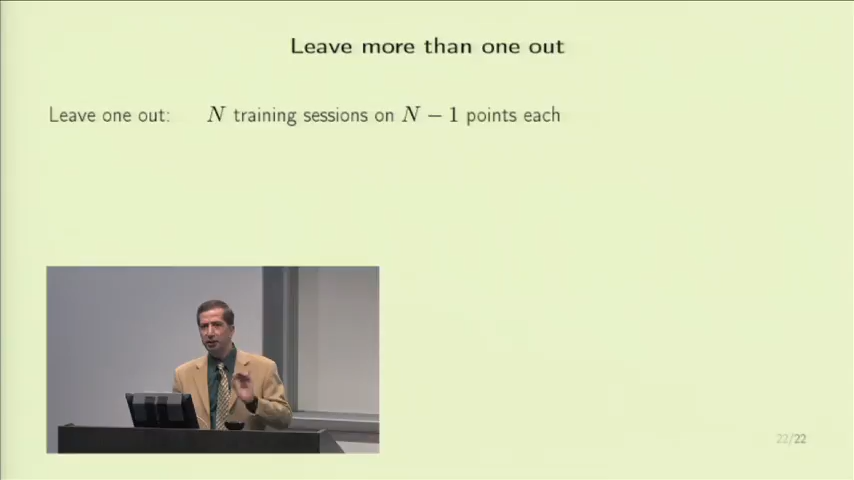 Leave more than one out
Leave one out: N training sessions on N − 1 points each
22/22